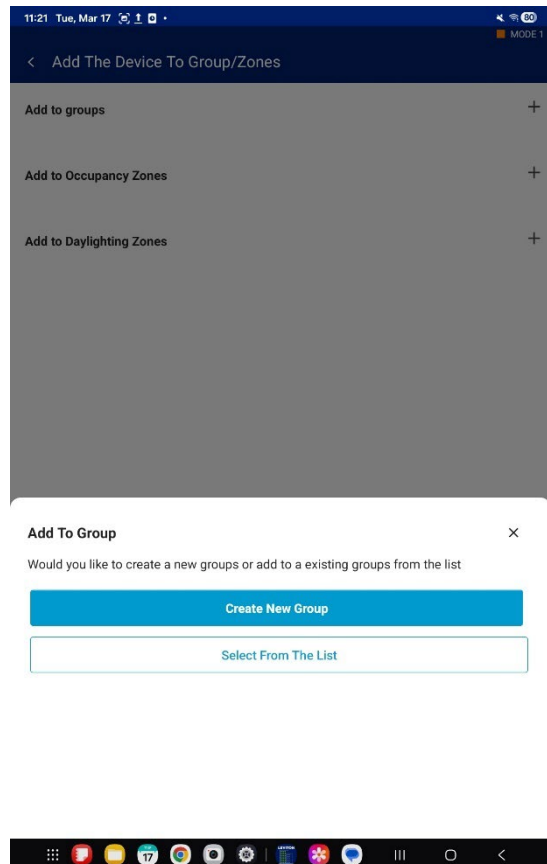 11:21 Tue, Mar 17
80
MODE 1
Add The Device To Group/Zones
Add to groups
Add to Occupancy Zones
Add to Daylighting Zones
Add To Group
Would you like to create a new groups or add to a existing groups from the list
Create New Group
Select From The List
17
LEVITON